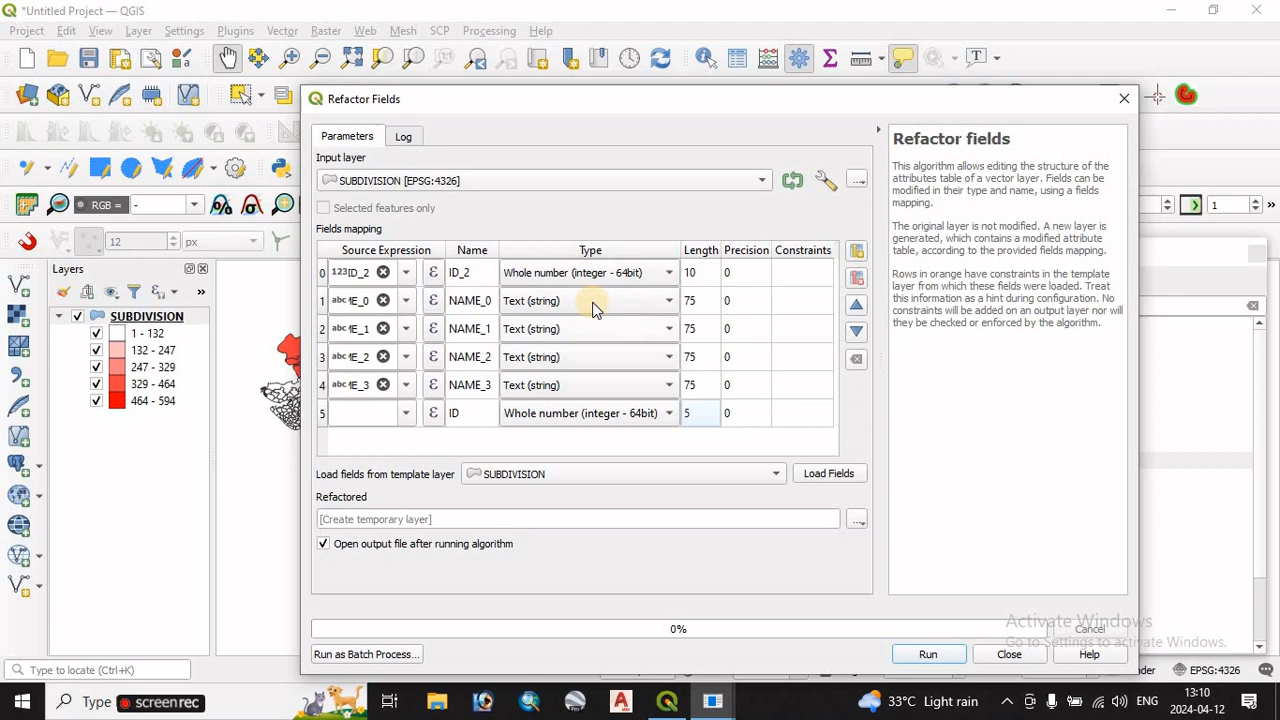 *Untitled Project — QGIS
Project Edit View Layer Settings Plugins Vector Raster Web Mesh SCP Processing Help
Refactor Fields
Parameters Log
Input layer
SUBDIVISION [EPSG:4326]
Selected features only
Fields mapping
Source Expression Name Type Length Precision Constraints
0 123 ID_2 ε ID_2 Whole number (integer - 64bit) 10 0
1 abc ME_0 ε NAME_0 Text (string) 75 0
2 abc ME_1 ε NAME_1 Text (string) 75 0
3 abc ME_2 ε NAME_2 Text (string) 75 0
4 abc ME_3 ε NAME_3 Text (string) 75 0
5 ε ID Whole number (integer - 64bit) 5 0
Load fields from template layer SUBDIVISION Load Fields
Refactored
[Create temporary layer]
Open output file after running algorithm
0% Cancel
Run as Batch Process... Run Close Help
Refactor fields
This algorithm allows editing the structure of the
attributes table of a vector layer. Fields can be
modified in their type and name, using a fields
mapping.
The original layer is not modified. A new layer is
generated, which contains a modified attribute
table, according to the provided fields mapping.
Rows in orange have constraints in the template
layer from which these fields were loaded. Treat
this information as a hint during configuration. No
constraints will be added on an output layer nor will
they be checked or enforced by the algorithm.
Activate Windows
Go to Settings to activate Windows.
RGB = -
12 px
1
Layers
SUBDIVISION
1 - 132
132 - 247
247 - 329
329 - 464
464 - 594
Type to locate (Ctrl+K)
EPSG:4326
Type screenrec
33°C Light rain
ENG
13:10
2024-04-12